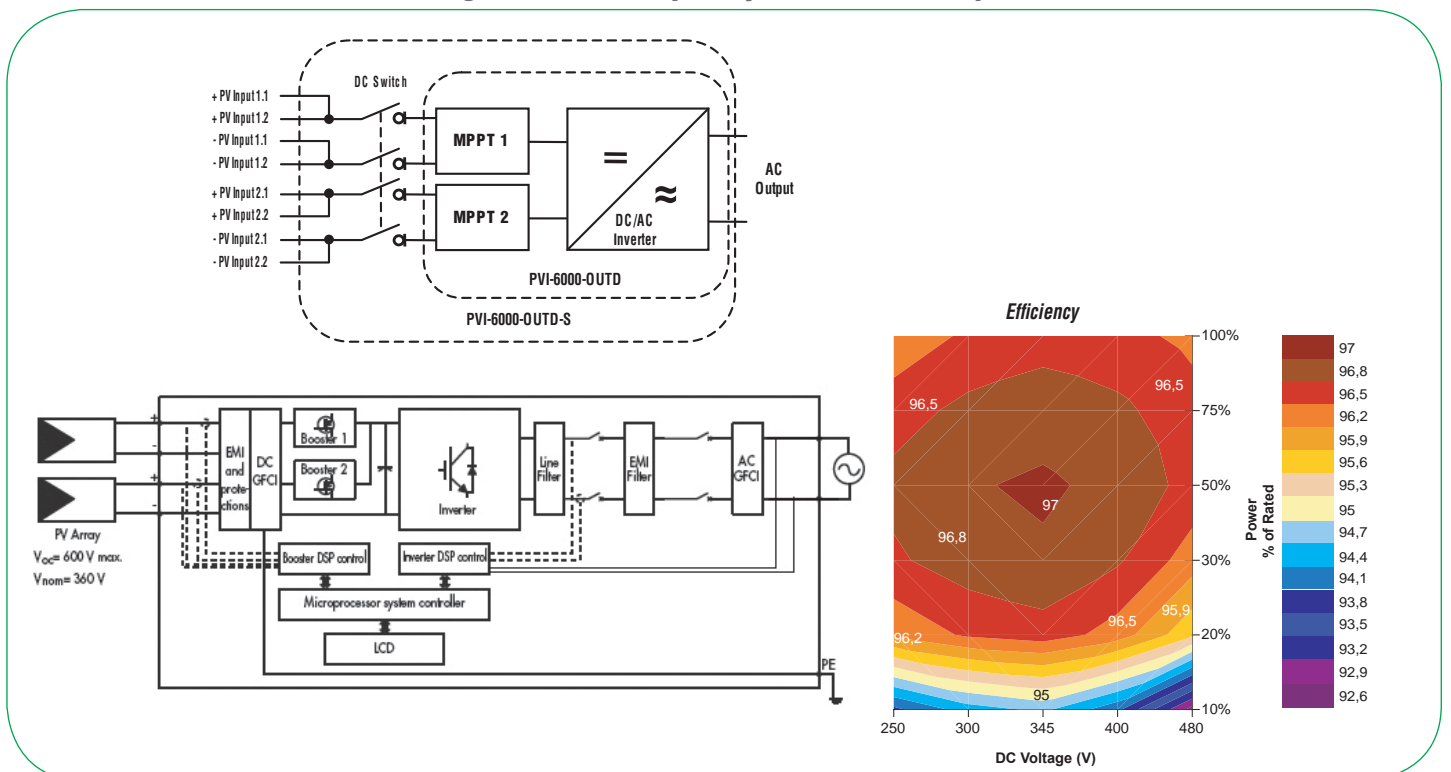 DC Switch
+ PV Input 1.1
+ PV Input 1.2
- PV Input 1.1
- PV Input 1.2
+ PV Input 2.1
+ PV Input 2.2
- PV Input 2.1
- PV Input 2.2
MPPT 1
MPPT 2
=
≈
DC/AC
Inverter
AC
Output
PVI-6000-OUTD
PVI-6000-OUTD-S
+
-
+
-
PV Array
Voc= 600 V max.
Vnom= 360 V
EMI
and
prote-
ctions
DC
GFCI
Booster 1
Booster 2
Inverter
Line
Filter
EMI
Filter
AC
GFCI
Booster DSP control
Inverter DSP control
Microprocessor system controller
LCD
PE
Efficiency
96,5
96,5
97
96,8
96,5
95,9
96,2
95
100%
75%
50%
30%
20%
10%
Power
% of Rated
250
300
345
400
480
DC Voltage (V)
97
96,8
96,5
96,2
95,9
95,6
95,3
95
94,7
94,4
94,1
93,8
93,5
93,2
92,9
92,6